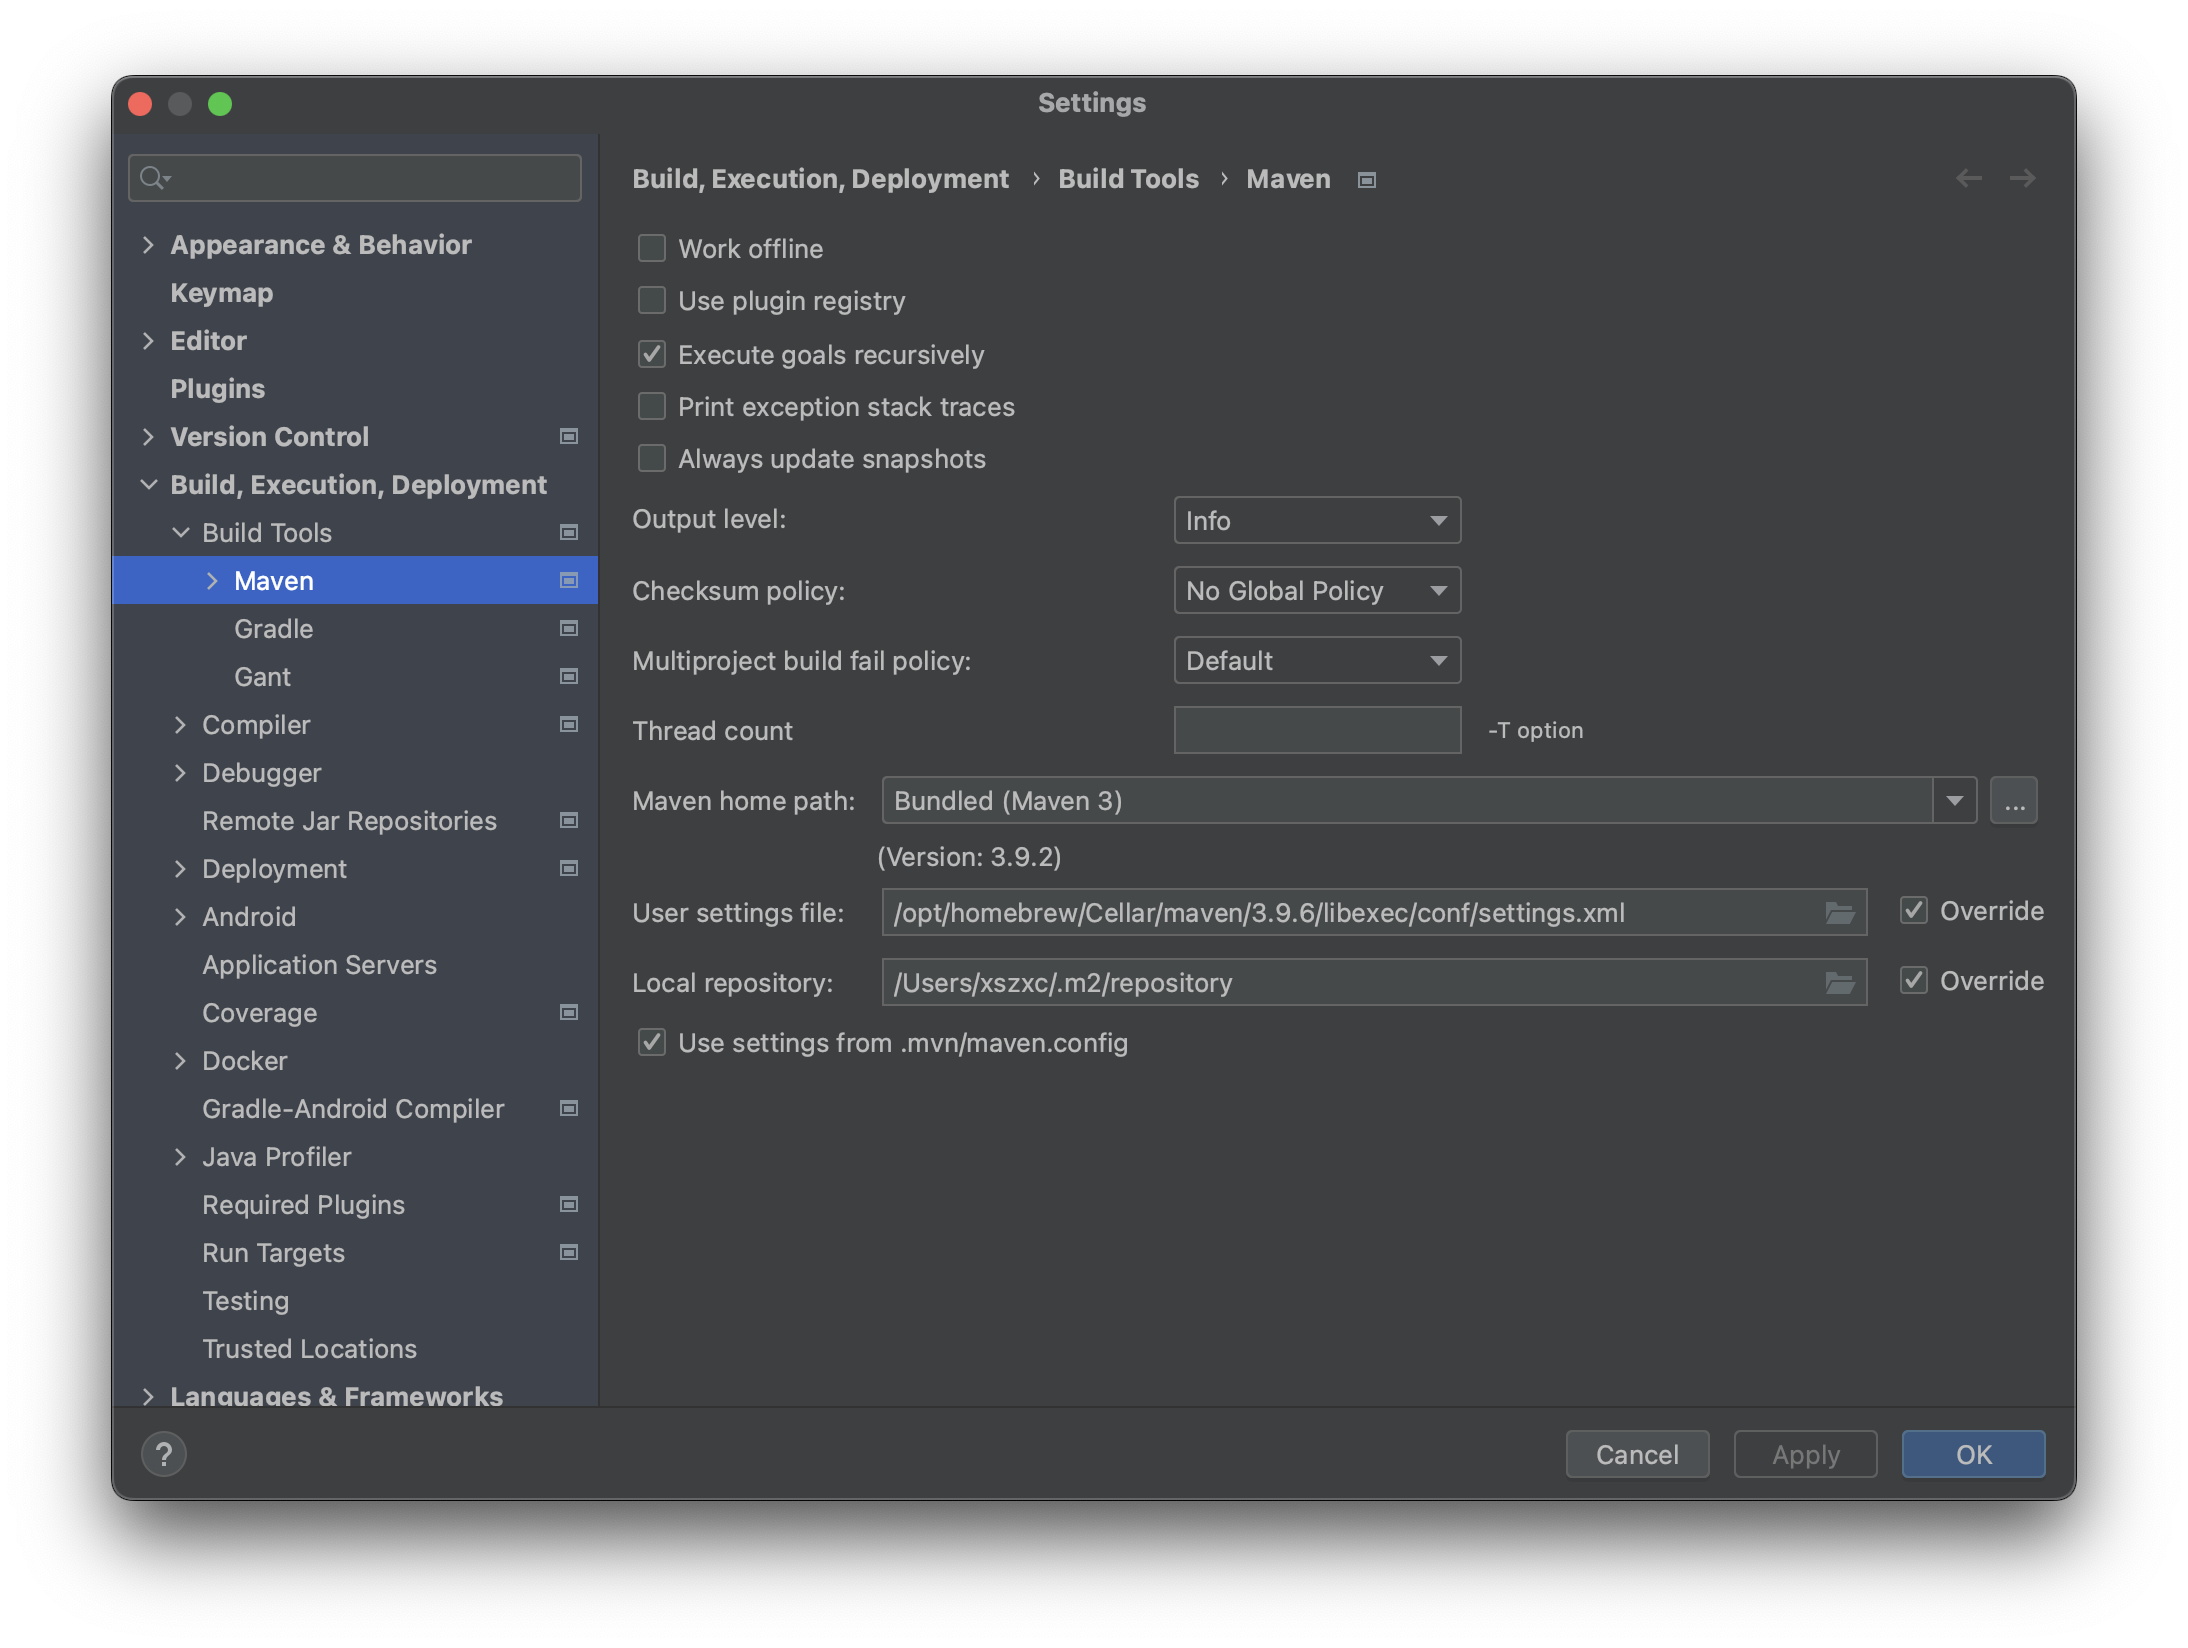 Settings
Appearance & Behavior
Keymap
Editor
Plugins
Version Control
Build, Execution, Deployment
Build Tools
Maven
Gradle
Gant
Compiler
Debugger
Remote Jar Repositories
Deployment
Android
Application Servers
Coverage
Docker
Gradle-Android Compiler
Java Profiler
Required Plugins
Run Targets
Testing
Trusted Locations
Languages & Frameworks
Build, Execution, Deployment › Build Tools › Maven
Work offline
Use plugin registry
Execute goals recursively
Print exception stack traces
Always update snapshots
Output level: Info
Checksum policy: No Global Policy
Multiproject build fail policy: Default
Thread count -T option
Maven home path: Bundled (Maven 3) ...
(Version: 3.9.2)
User settings file: /opt/homebrew/Cellar/maven/3.9.6/libexec/conf/settings.xml Override
Local repository: /Users/xszxc/.m2/repository Override
Use settings from .mvn/maven.config
? Cancel Apply OK